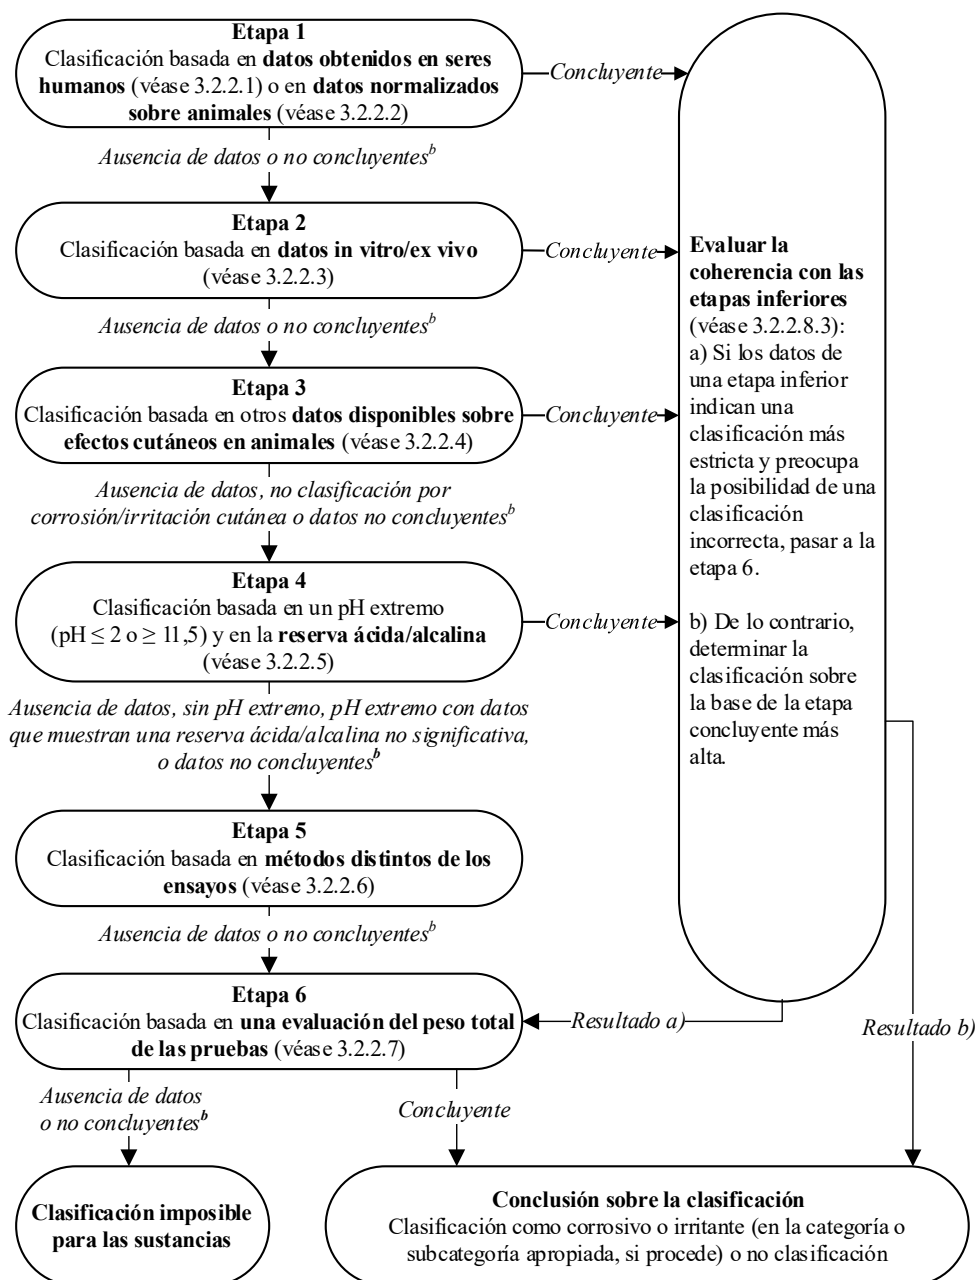 Etapa 1
Clasificación basada en datos obtenidos en seres
humanos (véase 3.2.2.1) o en datos normalizados
sobre animales (véase 3.2.2.2)
Concluyente
Ausencia de datos o no concluyentesᵇ
Etapa 2
Clasificación basada en datos in vitro/ex vivo
(véase 3.2.2.3)
Concluyente
Ausencia de datos o no concluyentesᵇ
Etapa 3
Clasificación basada en otros datos disponibles sobre
efectos cutáneos en animales (véase 3.2.2.4)
Concluyente
Ausencia de datos, no clasificación por
corrosión/irritación cutánea o datos no concluyentesᵇ
Etapa 4
Clasificación basada en un pH extremo
(pH ≤ 2 o ≥ 11,5) y en la reserva ácida/alcalina
(véase 3.2.2.5)
Concluyente
Ausencia de datos, sin pH extremo, pH extremo con datos
que muestran una reserva ácida/alcalina no significativa,
o datos no concluyentesᵇ
Etapa 5
Clasificación basada en métodos distintos de los
ensayos (véase 3.2.2.6)
Ausencia de datos o no concluyentesᵇ
Etapa 6
Clasificación basada en una evaluación del peso total
de las pruebas (véase 3.2.2.7)
Evaluar la
coherencia con las
etapas inferiores
(véase 3.2.2.8.3):
a) Si los datos de
una etapa inferior
indican una
clasificación más
estricta y preocupa
la posibilidad de una
clasificación
incorrecta, pasar a la
etapa 6.
b) De lo contrario,
determinar la
clasificación sobre
la base de la etapa
concluyente más
alta.
Resultado a)
Resultado b)
Ausencia de datos
o no concluyentesᵇ
Concluyente
Clasificación imposible
para las sustancias
Conclusión sobre la clasificación
Clasificación como corrosivo o irritante (en la categoría o
subcategoría apropiada, si procede) o no clasificación